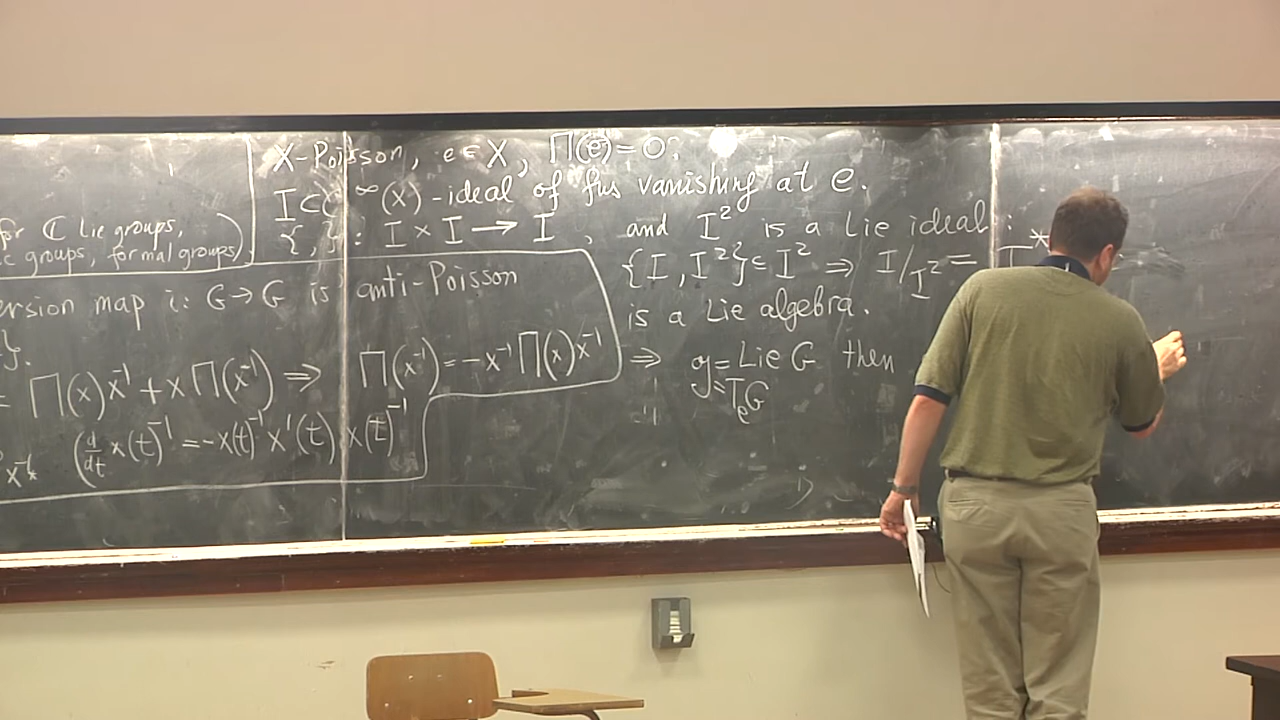 for ℂ Lie groups,
c groups, formal groups)
ersion map i: G → G is anti-Poisson
}.
= Π(x)x⁻¹ + xΠ(x⁻¹) ⇒ Π(x⁻¹) = -x⁻¹Π(x)x⁻¹
x⁻¹ (d/dt x(t)⁻¹ = -x(t)⁻¹x'(t)x(t)⁻¹
X-Poisson, e∈X, Π(e)=0.
I⊂C^∞(X) - ideal of fns vanishing at e.
{ , } : I × I → I, and I² is a Lie ideal:
{I, I²}⊂I² ⇒ I/I² = T*
is a Lie algebra.
⇒ 𝔤 = Lie G then
= TₑG